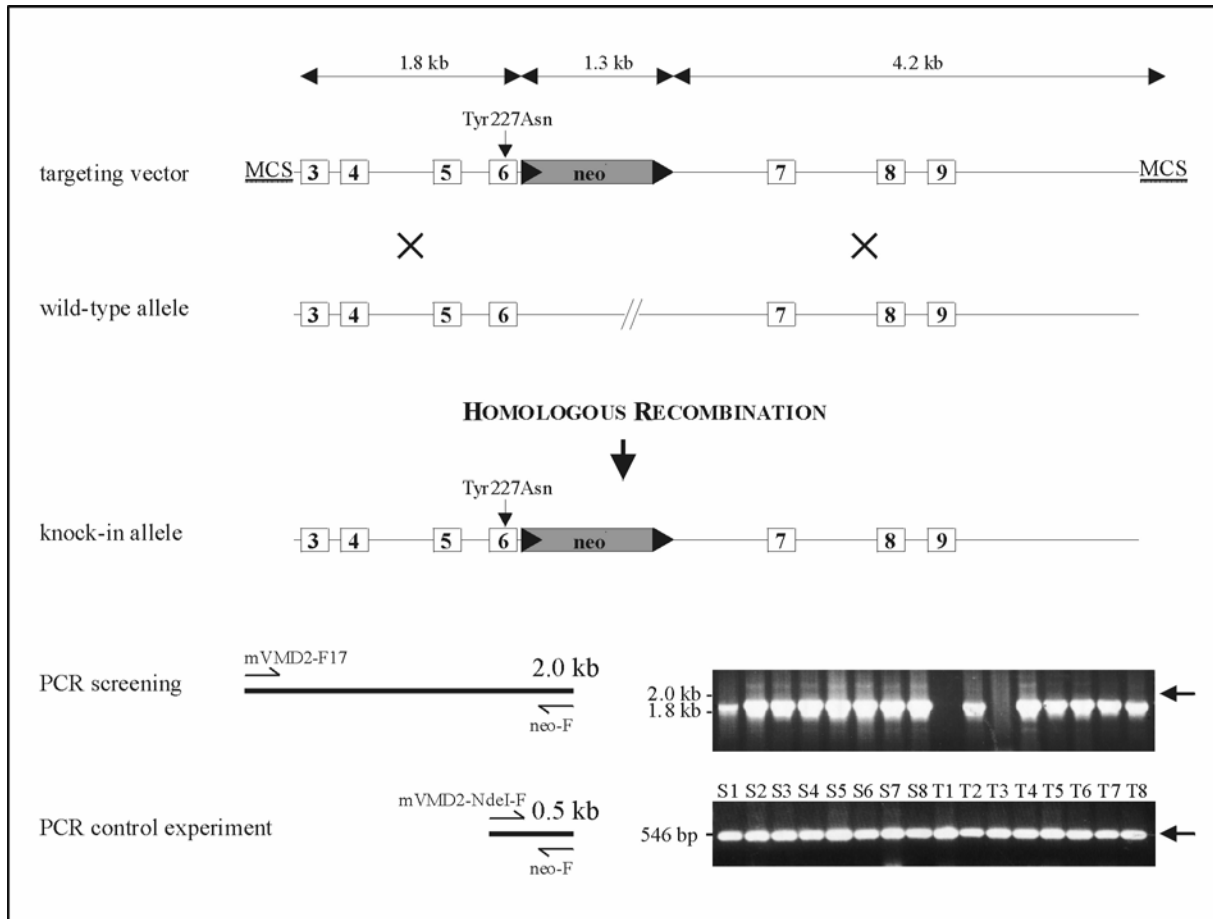 1.8 kb 1.3 kb 4.2 kb
Tyr227Asn
targeting vector MCS 3 4 5 6 neo 7 8 9 MCS
wild-type allele 3 4 5 6 // 7 8 9
HOMOLOGOUS RECOMBINATION
Tyr227Asn
knock-in allele 3 4 5 6 neo 7 8 9
mVMD2-F17
PCR screening 2.0 kb
neo-F
2.0 kb
1.8 kb
S1 S2 S3 S4 S5 S6 S7 S8 T1 T2 T3 T4 T5 T6 T7 T8
mVMD2-NdeI-F
PCR control experiment 0.5 kb
neo-F
546 bp